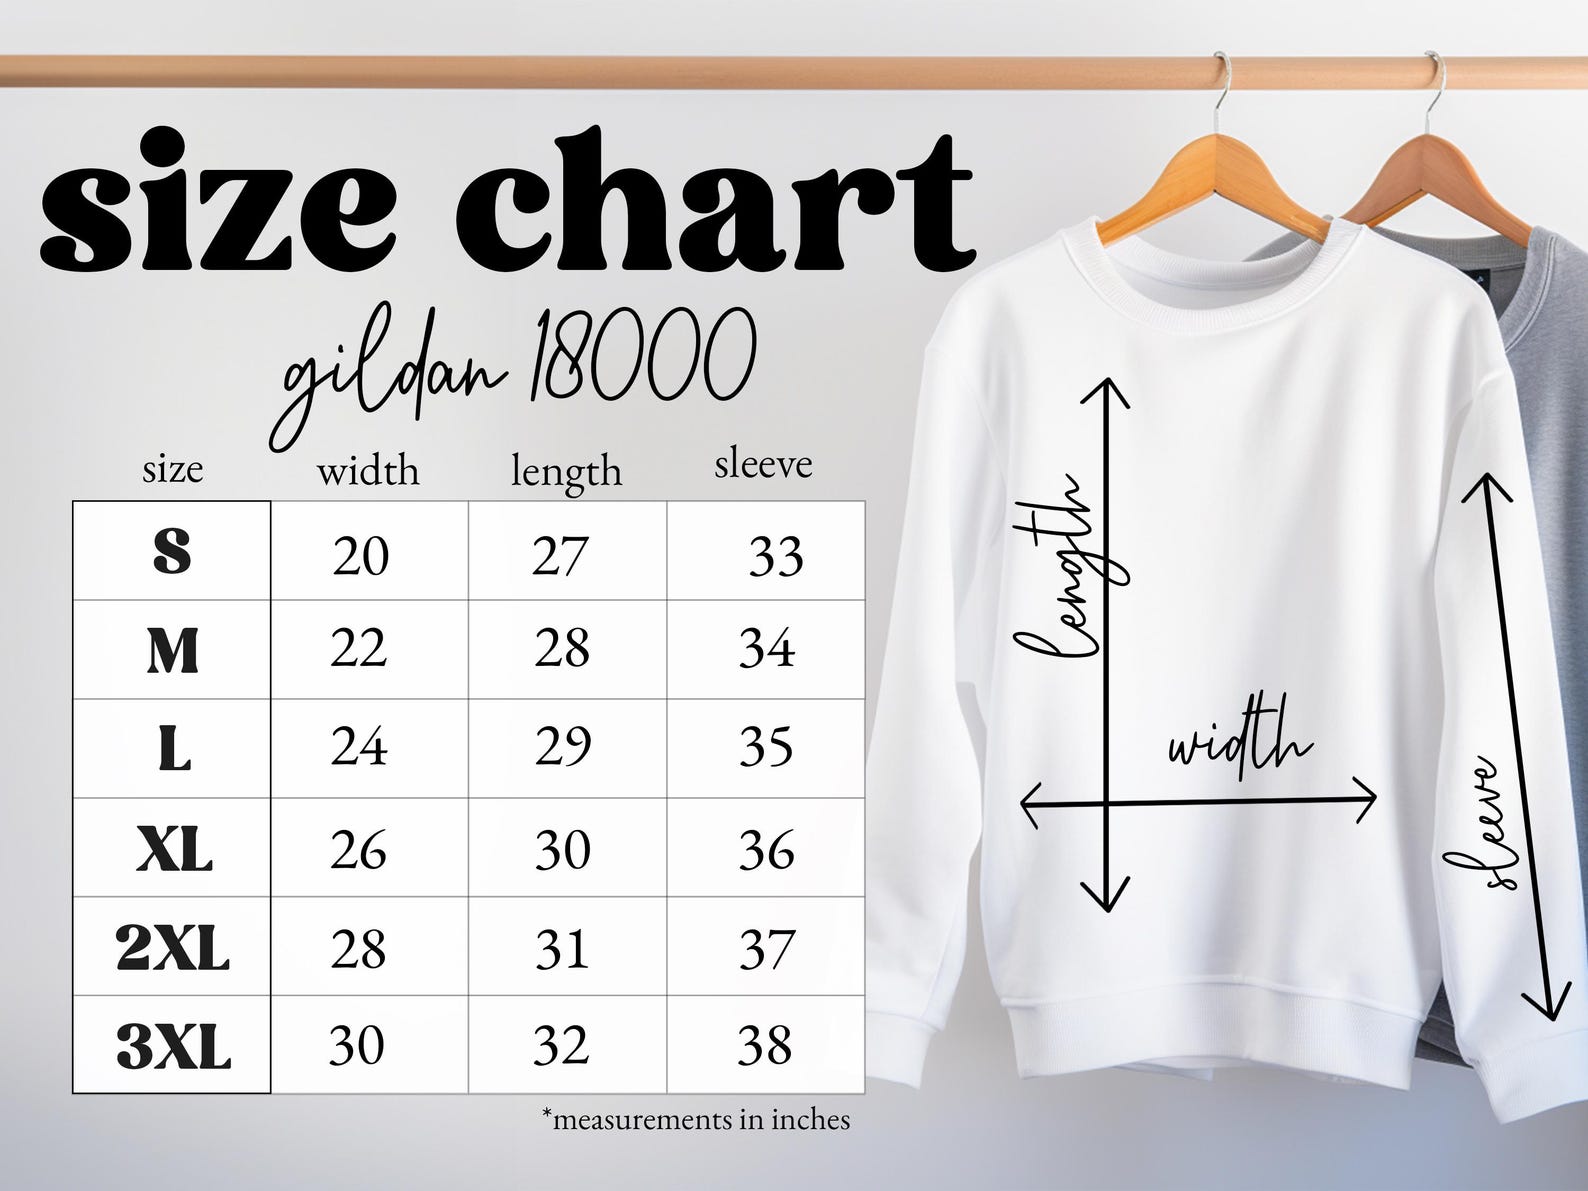 size chart
gildan 18000
size width length sleeve
S 20 27 33
M 22 28 34
L 24 29 35
XL 26 30 36
2XL 28 31 37
3XL 30 32 38
*measurements in inches
length
width
sleeve